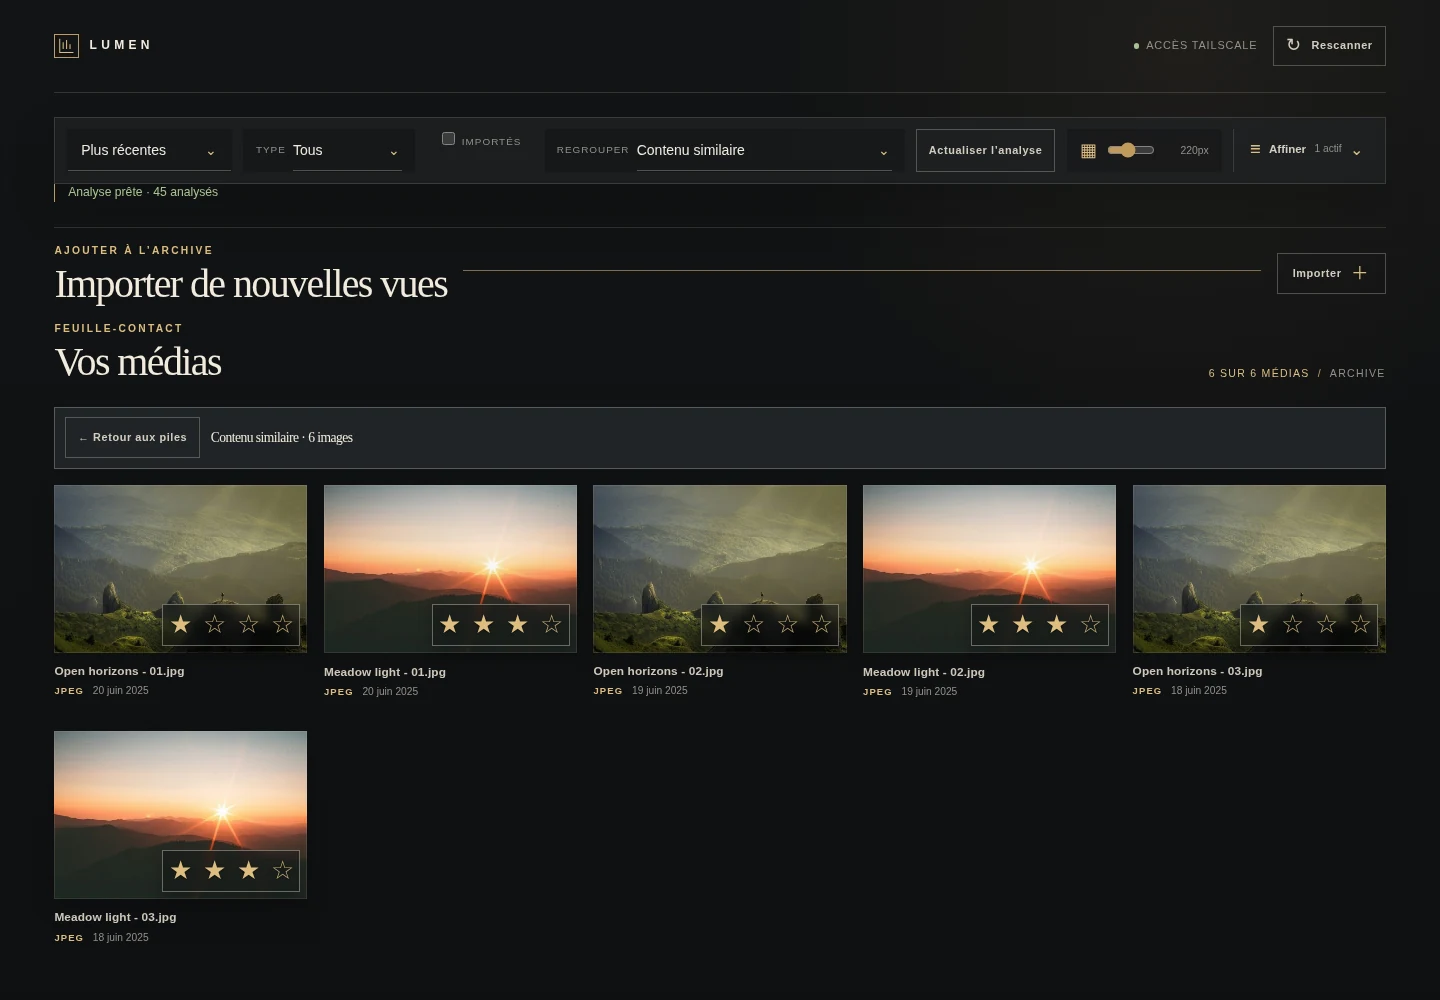 LUMEN
ACCÈS TAILSCALE
↻ Rescanner
Plus récentes
TYPE Tous
IMPORTÉS
REGROUPER Contenu similaire
Actualiser l'analyse
220px
≡ Affiner 1 actif
Analyse prête · 45 analysés
AJOUTER À L'ARCHIVE
Importer de nouvelles vues
Importer +
FEUILLE-CONTACT
Vos médias
6 SUR 6 MÉDIAS / ARCHIVE
← Retour aux piles
Contenu similaire · 6 images
★ ☆ ☆ ☆
★ ★ ★ ☆
★ ☆ ☆ ☆
★ ★ ★ ☆
★ ☆ ☆ ☆
Open horizons - 01.jpg
JPEG 20 juin 2025
Meadow light - 01.jpg
JPEG 20 juin 2025
Open horizons - 02.jpg
JPEG 19 juin 2025
Meadow light - 02.jpg
JPEG 19 juin 2025
Open horizons - 03.jpg
JPEG 18 juin 2025
★ ★ ★ ☆
Meadow light - 03.jpg
JPEG 18 juin 2025